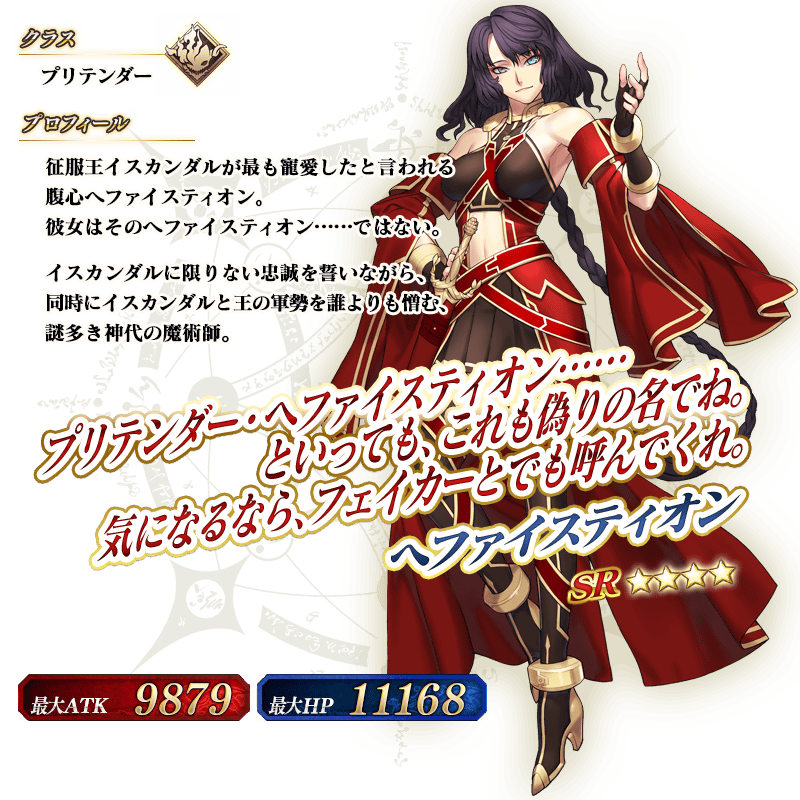 クラス
プリテンダー
プロフィール
征服王イスカンダルが最も寵愛したと言われる
腹心ヘファイスティオン。
彼女はそのヘファイスティオン……ではない。
イスカンダルに限りない忠誠を誓いながら、
同時にイスカンダルと王の軍勢を誰よりも憎む、
謎多き神代の魔術師。
プリテンダー・ヘファイスティオン……
といっても、これも偽りの名でね。
気になるなら、フェイカーとでも呼んでくれ。
ヘファイスティオン
SR ★★★★
最大ATK 9879
最大HP 11168